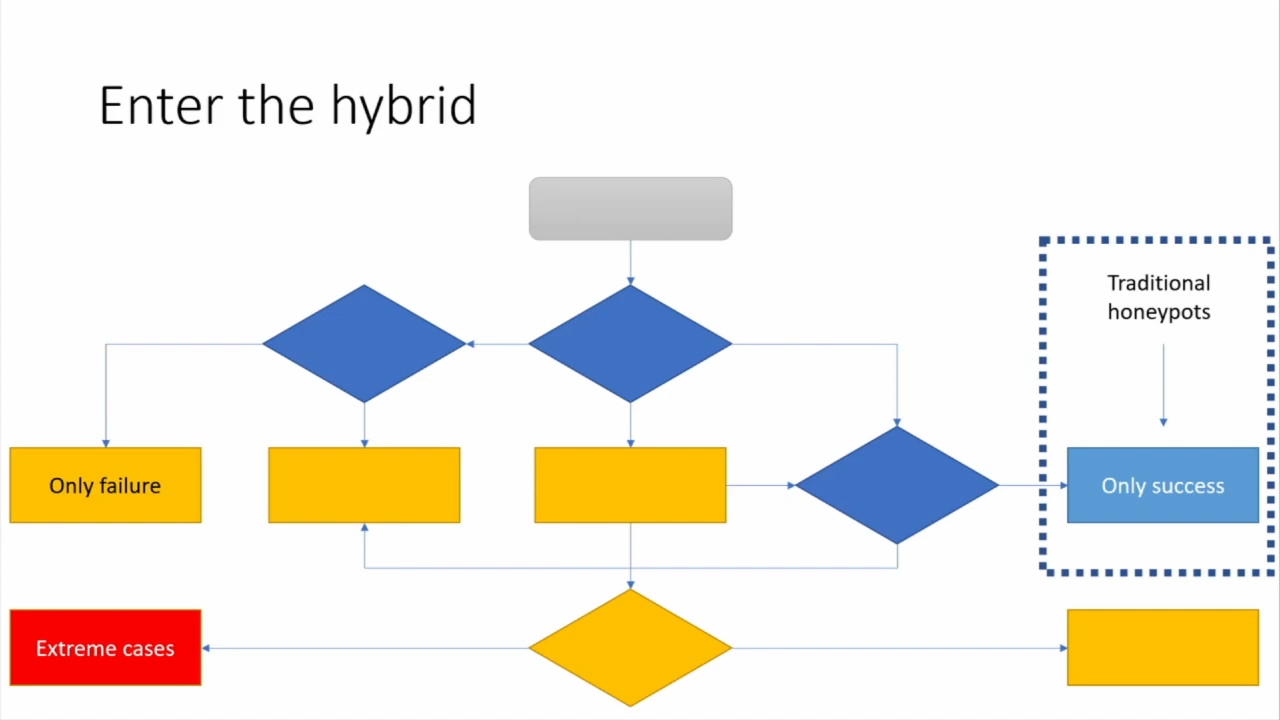 Enter the hybrid
Traditional
honeypots
Only failure
Only success
Extreme cases